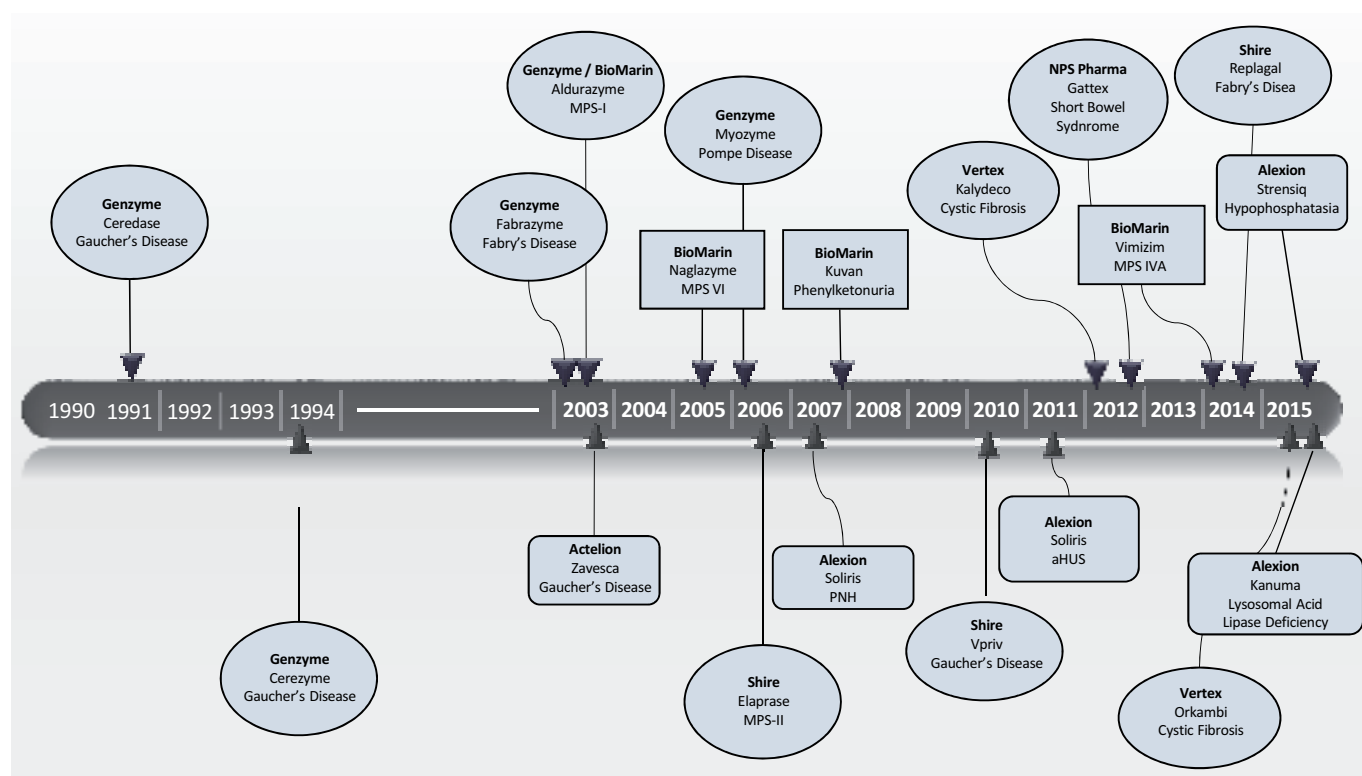 Genzyme
Ceredase
Gaucher's Disease
Genzyme / BioMarin
Aldurazyme
MPS-I
Genzyme
Fabrazyme
Fabry's Disease
Genzyme
Myozyme
Pompe Disease
BioMarin
Naglazyme
MPS VI
BioMarin
Kuvan
Phenylketonuria
Vertex
Kalydeco
Cystic Fibrosis
NPS Pharma
Gattex
Short Bowel
Sydnrome
BioMarin
Vimizim
MPS IVA
Shire
Replagal
Fabry's Disea
Alexion
Strensiq
Hypophosphatasia
1990 1991 1992 1993 1994 2003 2004 2005 2006 2007 2008 2009 2010 2011 2012 2013 2014 2015
Genzyme
Cerezyme
Gaucher's Disease
Actelion
Zavesca
Gaucher's Disease
Shire
Elaprase
MPS-II
Alexion
Soliris
PNH
Shire
Vpriv
Gaucher's Disease
Alexion
Soliris
aHUS
Alexion
Kanuma
Lysosomal Acid
Lipase Deficiency
Vertex
Orkambi
Cystic Fibrosis